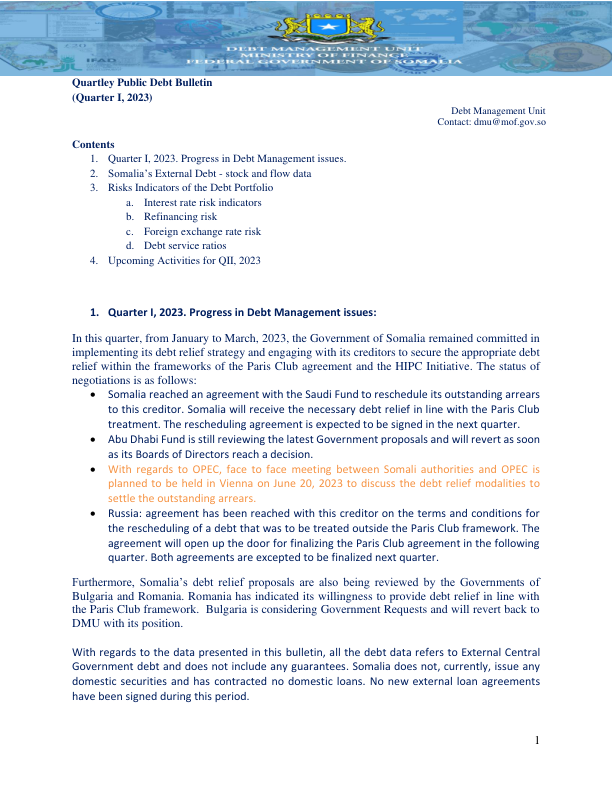 DEBT MANAGEMENT UNIT
MINISTRY OF FINANCE
FEDERAL GOVERNMENT OF SOMALIA
Quartley Public Debt Bulletin
(Quarter I, 2023)
Debt Management Unit
Contact: dmu@mof.gov.so
Contents
1. Quarter I, 2023. Progress in Debt Management issues.
2. Somalia's External Debt - stock and flow data
3. Risks Indicators of the Debt Portfolio
a. Interest rate risk indicators
b. Refinancing risk
c. Foreign exchange rate risk
d. Debt service ratios
4. Upcoming Activities for QII, 2023
1. Quarter I, 2023. Progress in Debt Management issues:
In this quarter, from January to March, 2023, the Government of Somalia remained committed in
implementing its debt relief strategy and engaging with its creditors to secure the appropriate debt
relief within the frameworks of the Paris Club agreement and the HIPC Initiative. The status of
negotiations is as follows:
• Somalia reached an agreement with the Saudi Fund to reschedule its outstanding arrears
to this creditor. Somalia will receive the necessary debt relief in line with the Paris Club
treatment. The rescheduling agreement is expected to be signed in the next quarter.
• Abu Dhabi Fund is still reviewing the latest Government proposals and will revert as soon
as its Boards of Directors reach a decision.
• With regards to OPEC, face to face meeting between Somali authorities and OPEC is
planned to be held in Vienna on June 20, 2023 to discuss the debt relief modalities to
settle the outstanding arrears.
• Russia: agreement has been reached with this creditor on the terms and conditions for
the rescheduling of a debt that was to be treated outside the Paris Club framework. The
agreement will open up the door for finalizing the Paris Club agreement in the following
quarter. Both agreements are excepted to be finalized next quarter.
Furthermore, Somalia's debt relief proposals are also being reviewed by the Governments of
Bulgaria and Romania. Romania has indicated its willingness to provide debt relief in line with
the Paris Club framework. Bulgaria is considering Government Requests and will revert back to
DMU with its position.
With regards to the data presented in this bulletin, all the debt data refers to External Central
Government debt and does not include any guarantees. Somalia does not, currently, issue any
domestic securities and has contracted no domestic loans. No new external loan agreements
have been signed during this period.
1